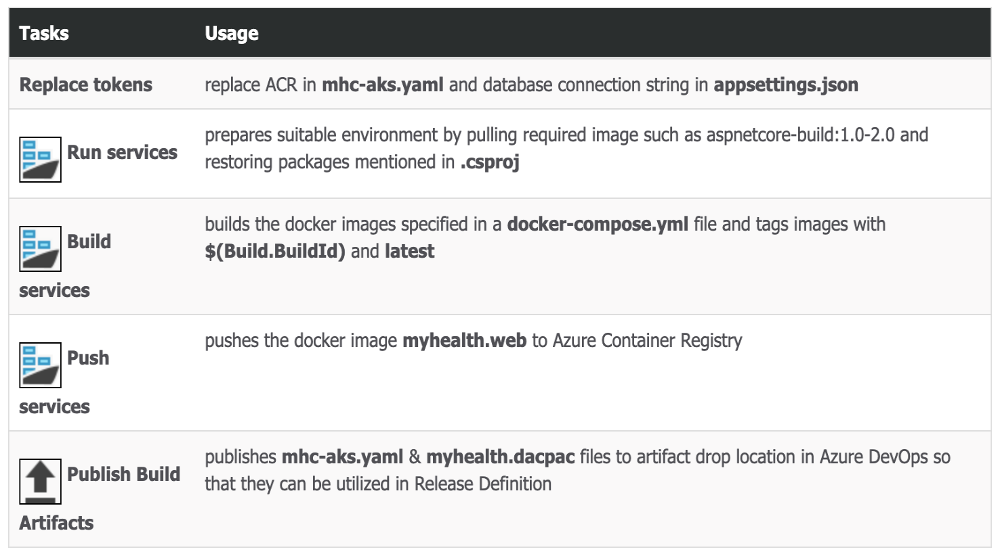 Tasks
Usage
Replace tokens
replace ACR in mhc-aks.yaml and database connection string in appsettings.json
Run services
prepares suitable environment by pulling required image such as aspnetcore-build:1.0-2.0 and
restoring packages mentioned in .csproj
Build
services
builds the docker images specified in a docker-compose.yml file and tags images with
$(Build.BuildId) and latest
Push
services
pushes the docker image myhealth.web to Azure Container Registry
Publish Build
Artifacts
publishes mhc-aks.yaml & myhealth.dacpac files to artifact drop location in Azure DevOps so
that they can be utilized in Release Definition